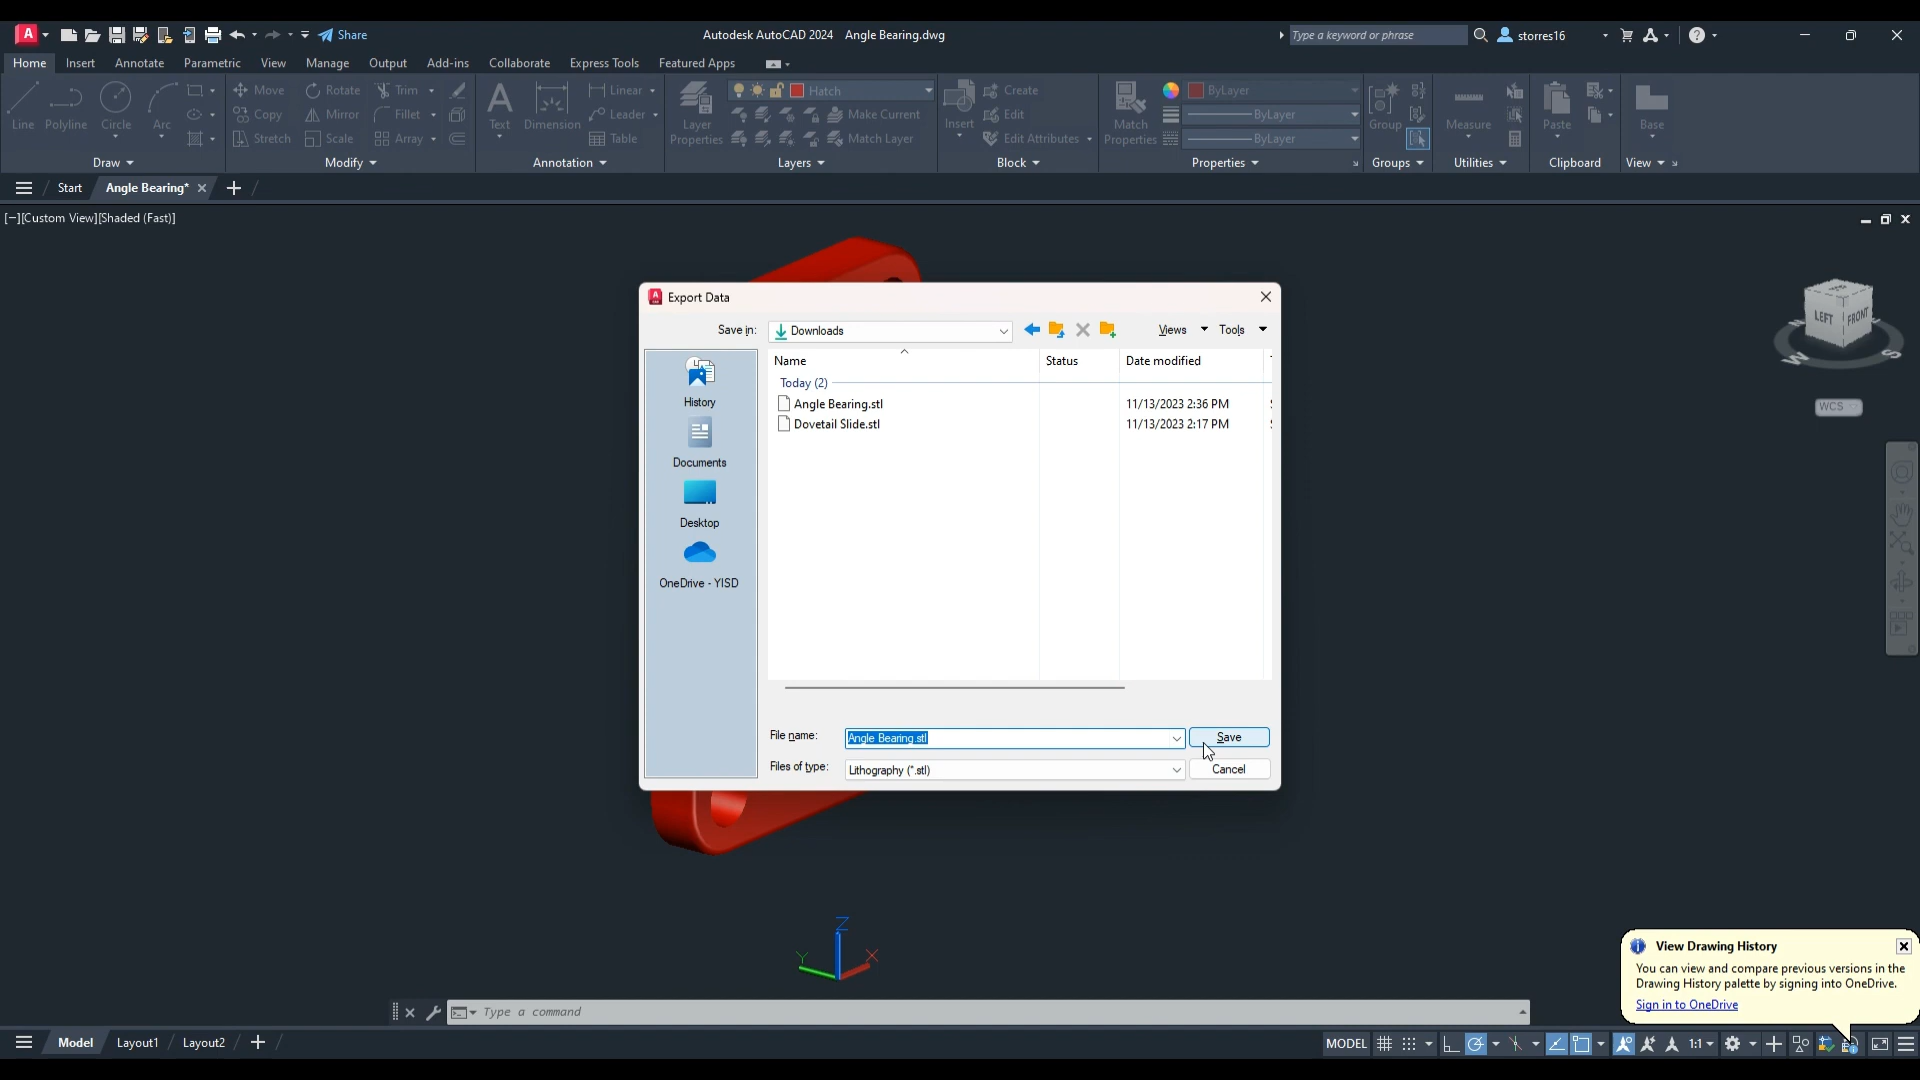 A Share Autodesk AutoCAD 2024 Angle Bearing.dwg Type a keyword or phrase storres16
Home Insert Annotate Parametric View Manage Output Add-ins Collaborate Express Tools Featured Apps
Line Polyline Circle Arc
Move Rotate Trim
Copy Mirror Fillet
Stretch Scale Array
Text Dimension
Linear
Leader
Table
Layer Properties
Hatch
Make Current
Match Layer
Insert
Create
Edit
Edit Attributes
Match Properties
ByLayer
ByLayer
ByLayer
Group Measure Paste Base
Draw Modify Annotation Layers Block Properties Groups Utilities Clipboard View
Start Angle Bearing* +
[−][Custom View][Shaded (Fast)]
LEFT FRONT
W S
WCS
Export Data
Save in: Downloads Views Tools
Name Status Date modified
Today (2)
Angle Bearing.stl 11/13/2023 2:36 PM
Dovetail Slide.stl 11/13/2023 2:17 PM
History
Documents
Desktop
OneDrive - YISD
File name: Angle Bearing.stl Save
Files of type: Lithography (*.stl) Cancel
Z
Y X
View Drawing History
You can view and compare previous versions in the
Drawing History palette by signing into OneDrive.
Sign in to OneDrive
Type a command
Model Layout1 Layout2 + MODEL 1:1